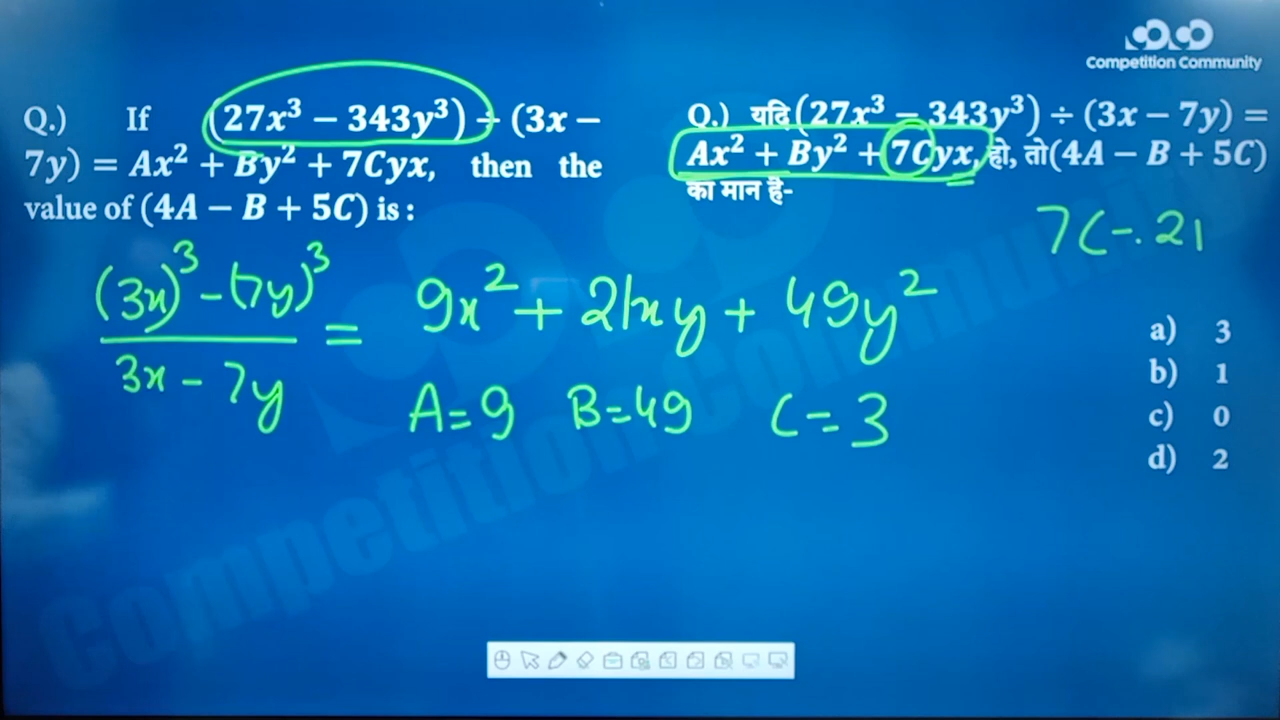 Competition Community
Q.) If (27x³ − 343y³) ÷ (3x −
7y) = Ax² + By² + 7Cyx, then the
value of (4A − B + 5C) is :
Q.) यदि (27x³ − 343y³) ÷ (3x − 7y) =
Ax² + By² + 7Cyx, हो, तो (4A − B + 5C)
का मान है-
7C = 21
(3x)³ − (7y)³
3x − 7y
= 9x² + 21xy + 49y²
A = 9 B = 49 C = 3
a) 3
b) 1
c) 0
d) 2
Competition Community